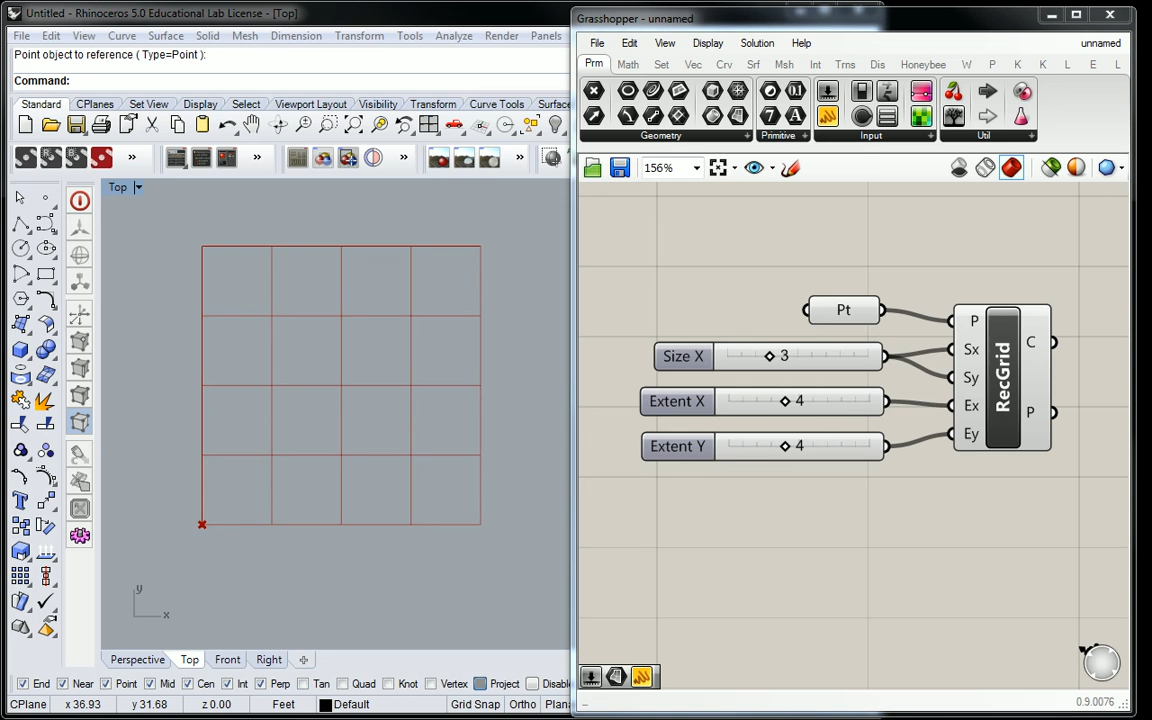 Untitled - Rhinoceros 5.0 Educational Lab License - [Top]
File Edit View Curve Surface Solid Mesh Dimension Transform Tools Analyze Render Panels
Point object to reference ( Type=Point ):
Command:
Standard CPlanes Set View Display Select Viewport Layout Visibility Transform Curve Tools Surface
» » » »
Top
y
x
Perspective Top Front Right
End Near Point Mid Cen Int Perp Tan Quad Knot Vertex Project Disable
CPlane x 36.93 y 31.68 z 0.00 Feet Default Grid Snap Ortho Plana
Grasshopper - unnamed
File Edit View Display Solution Help unnamed
Prm Math Set Vec Crv Srf Msh Int Trns Dis Honeybee W P K K L E L
Geometry Primitive Input Util
156%
Pt
Size X 3
Extent X 4
Extent Y 4
P
Sx
Sy
Ex
Ey
RecGrid
C
P
0.9.0076